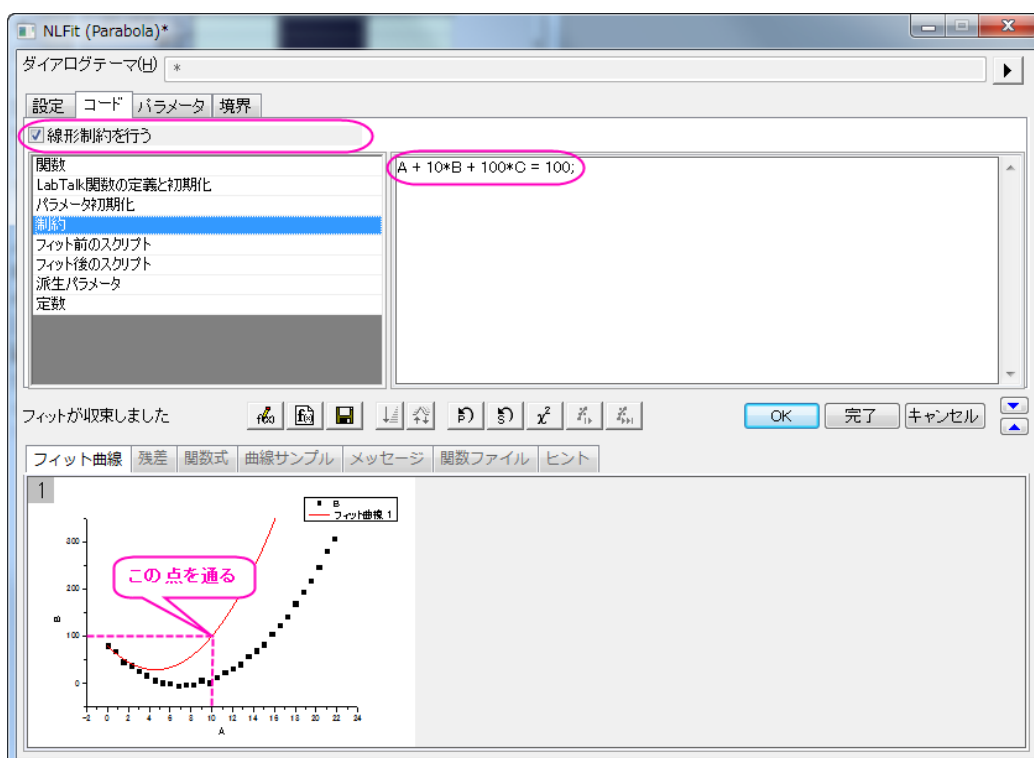 NLFit (Parabola)*
ダイアログテーマ(H) *
設定 コード パラメータ 境界
線形制約を行う
関数
LabTalk関数の定義と初期化
パラメータ初期化
制約
フィット前のスクリプト
フィット後のスクリプト
派生パラメータ
定数
A + 10*B + 100*C = 100;
フィットが収束しました
OK 完了 キャンセル
フィット曲線 残差 関数式 曲線サンプル メッセージ 関数ファイル ヒント
1
B
フィット曲線 1
この点を通る
300
200
100
0
B
-2 0 2 4 6 8 10 12 14 16 18 20 22 24
A